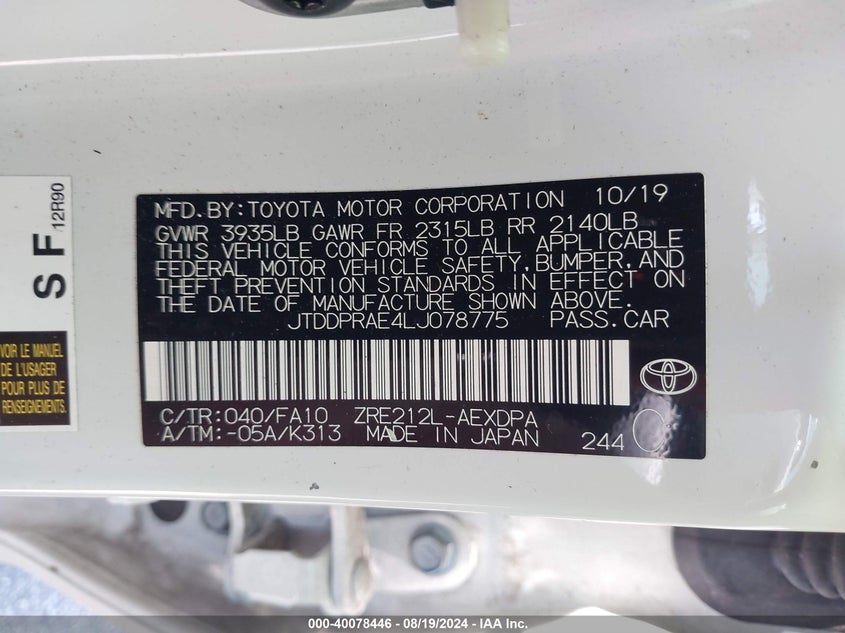 MFD.BY:TOYOTA MOTOR CORPORATION 10/19
GVWR 3935LB GAWR FR 2315LB RR 2140LB
THIS VEHICLE CONFORMS TO ALL APPLICABLE
FEDERAL MOTOR VEHICLE SAFETY,BUMPER,AND
THEFT PREVENTION STANDARDS IN EFFECT ON
THE DATE OF MANUFACTURE SHOWN ABOVE.
JTDDPRAE4LJ078775 PASS.CAR
C/TR:040/FA10 ZRE212L-AEXDPA
A/TM:-05A/K313 MADE IN JAPAN 244
S F 12R90
VOIR LE MANUEL
DE L'USAGER
POUR PLUS DE
RENSEIGNEMENTS.
000-40078446 - 08/19/2024 - IAA Inc.